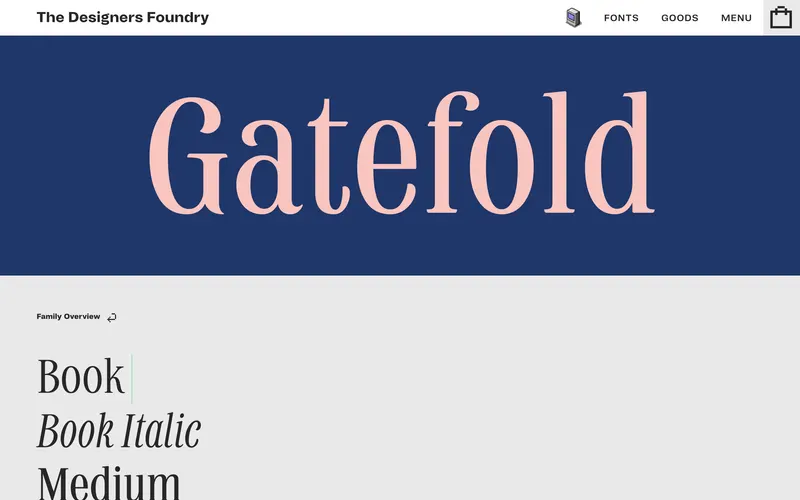 The Designers Foundry
FONTS GOODS MENU
Gatefold
Family Overview
Book
Book Italic
Medium